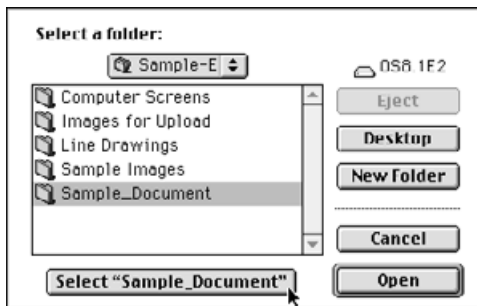 Select a folder:
Sample-E
OS8.1E2
Computer Screens
Images for Upload
Line Drawings
Sample Images
Sample_Document
Eject
Desktop
New Folder
Cancel
Select “Sample_Document”
Open